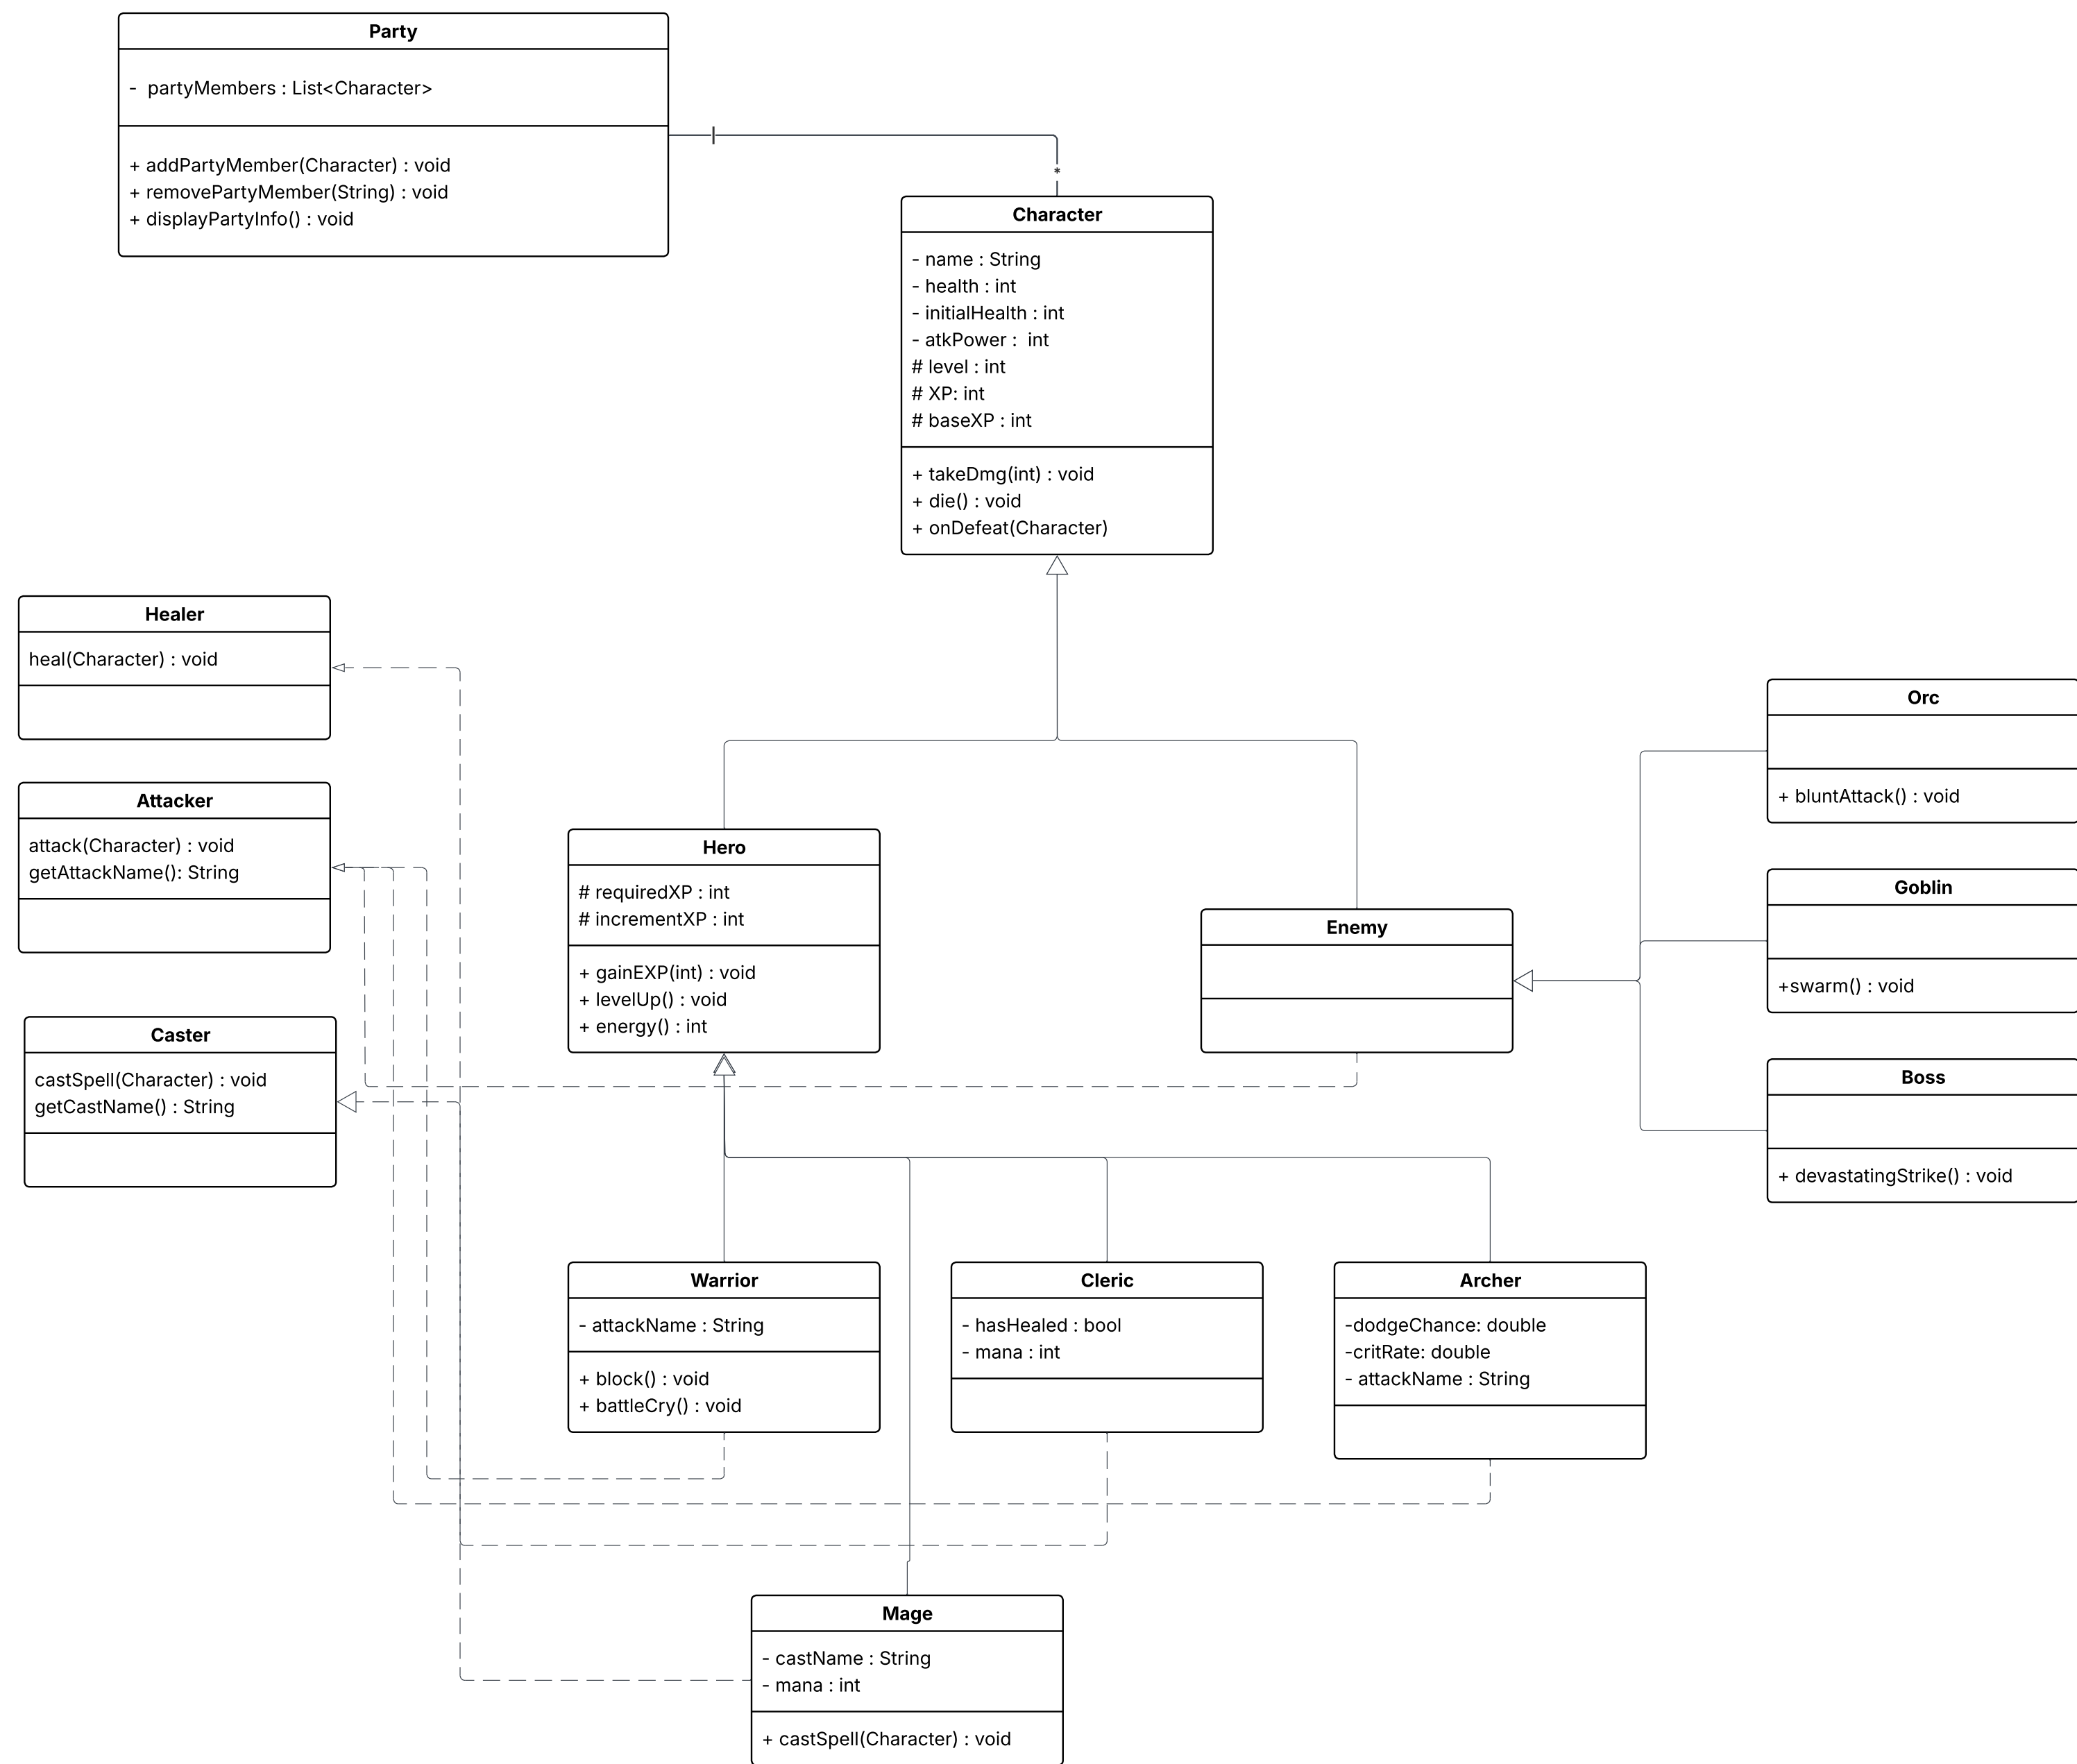 Party
-  partyMembers : List<Character>
+ addPartyMember(Character) : void
+ removePartyMember(String) : void
+ displayPartyInfo() : void
*
Character
- name : String
- health : int
- initialHealth : int
- atkPower :  int
# level : int
# XP: int
# baseXP : int
+ takeDmg(int) : void
+ die() : void
+ onDefeat(Character)
Healer
heal(Character) : void
Attacker
attack(Character) : void
getAttackName(): String
Caster
castSpell(Character) : void
getCastName() : String
Hero
# requiredXP : int
# incrementXP : int
+ gainEXP(int) : void
+ levelUp() : void
+ energy() : int
Enemy
Orc
+ bluntAttack() : void
Goblin
+swarm() : void
Boss
+ devastatingStrike() : void
Warrior
- attackName : String
+ block() : void
+ battleCry() : void
Cleric
- hasHealed : bool
- mana : int
Archer
-dodgeChance: double
-critRate: double
- attackName : String
Mage
- castName : String
- mana : int
+ castSpell(Character) : void